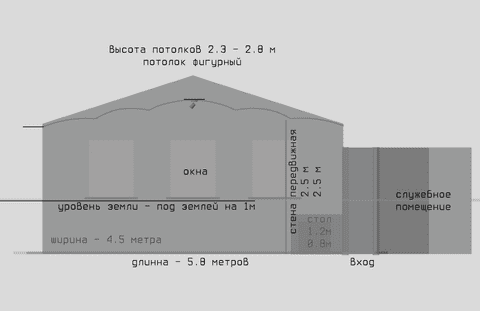 Высота потолков 2.3 - 2.8 м
потолок фигурный
окна
стена передвижная
2.5 м
2.5 м
служебное
помещение
уровень земли - под землей на 1м
стол
1.2м
0.8м
ширина - 4.5 метра
длинна - 5.8 метров
Вход